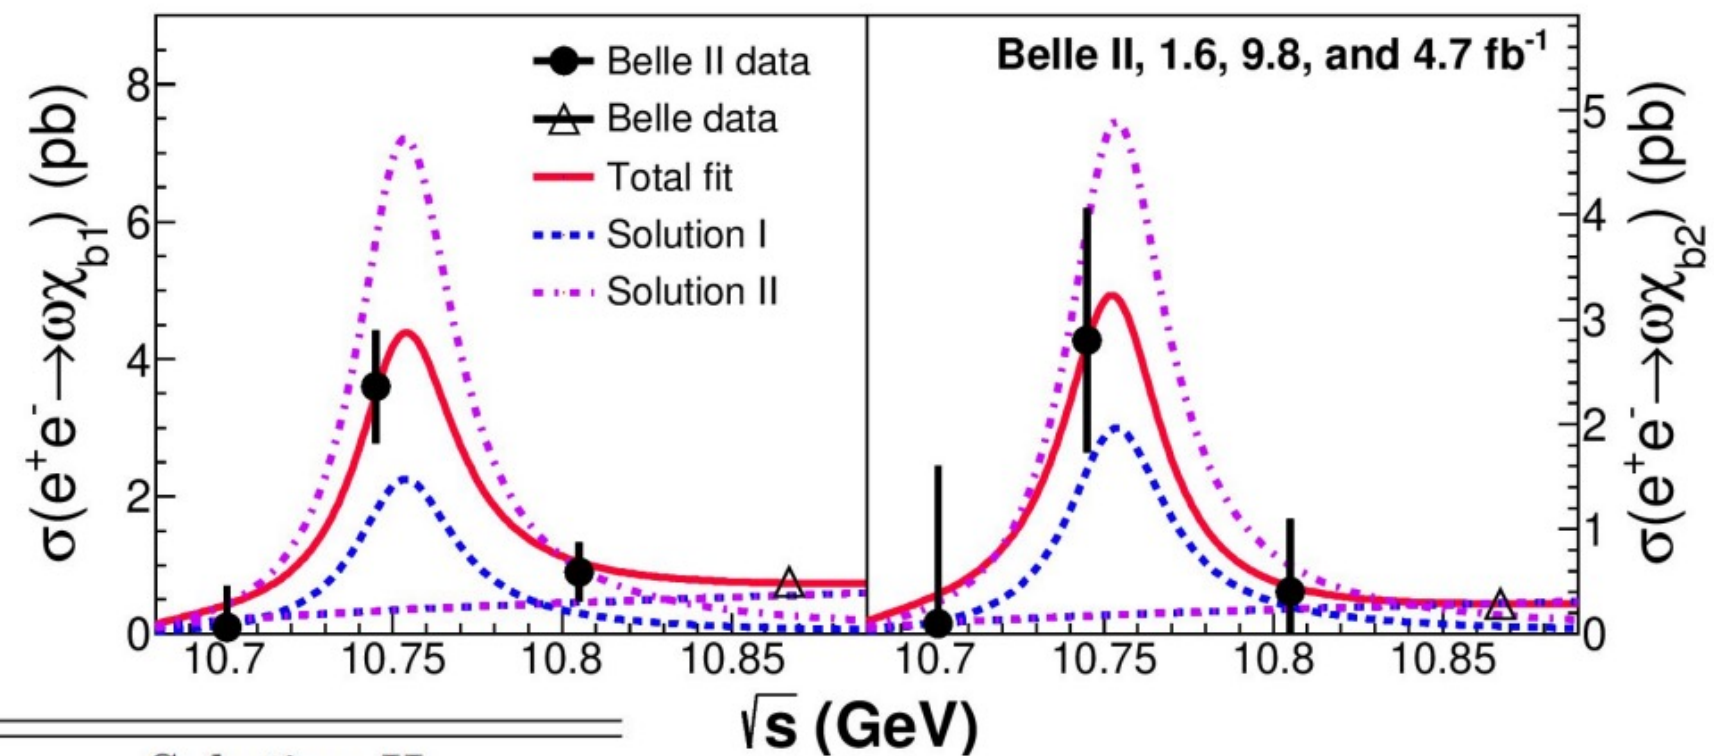 σ(e⁺e⁻→ωχ_b1) (pb)
8
6
4
2
0
Belle II data
Belle data
Total fit
Solution I
Solution II
10.7 10.75 10.8 10.85
Belle II, 1.6, 9.8, and 4.7 fb⁻¹
10.7 10.75 10.8 10.85
5
4
3
2
1
0
σ(e⁺e⁻→ωχ_b2) (pb)
√s (GeV)